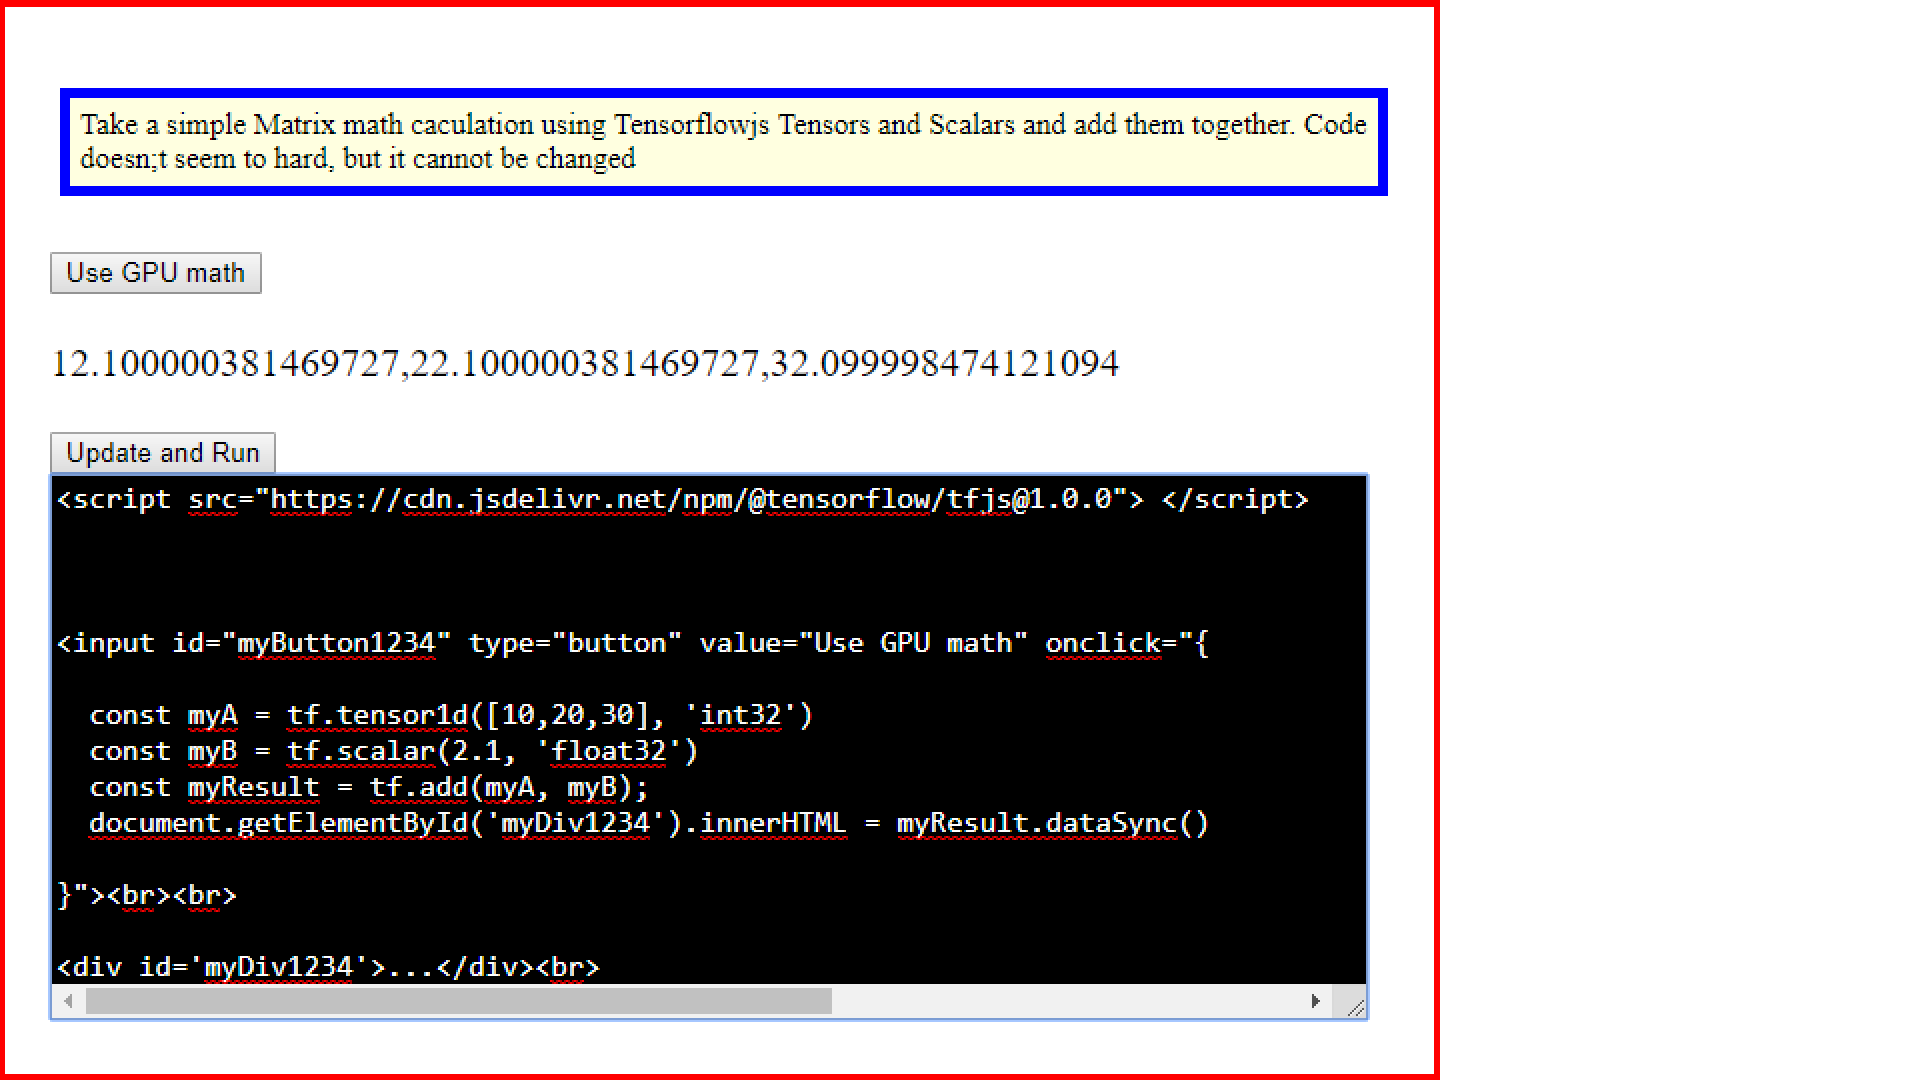 Take a simple Matrix math caculation using Tensorflowjs Tensors and Scalars and add them together. Code
doesn;t seem to hard, but it cannot be changed
Use GPU math
12.100000381469727,22.100000381469727,32.099998474121094
Update and Run
<script src="https://cdn.jsdelivr.net/npm/@tensorflow/tfjs@1.0.0"> </script>
<input id="myButton1234" type="button" value="Use GPU math" onclick="{
const myA = tf.tensor1d([10,20,30], 'int32')
const myB = tf.scalar(2.1, 'float32')
const myResult = tf.add(myA, myB);
document.getElementById('myDiv1234').innerHTML = myResult.dataSync()
}"><br><br>
<div id='myDiv1234'>...</div><br>